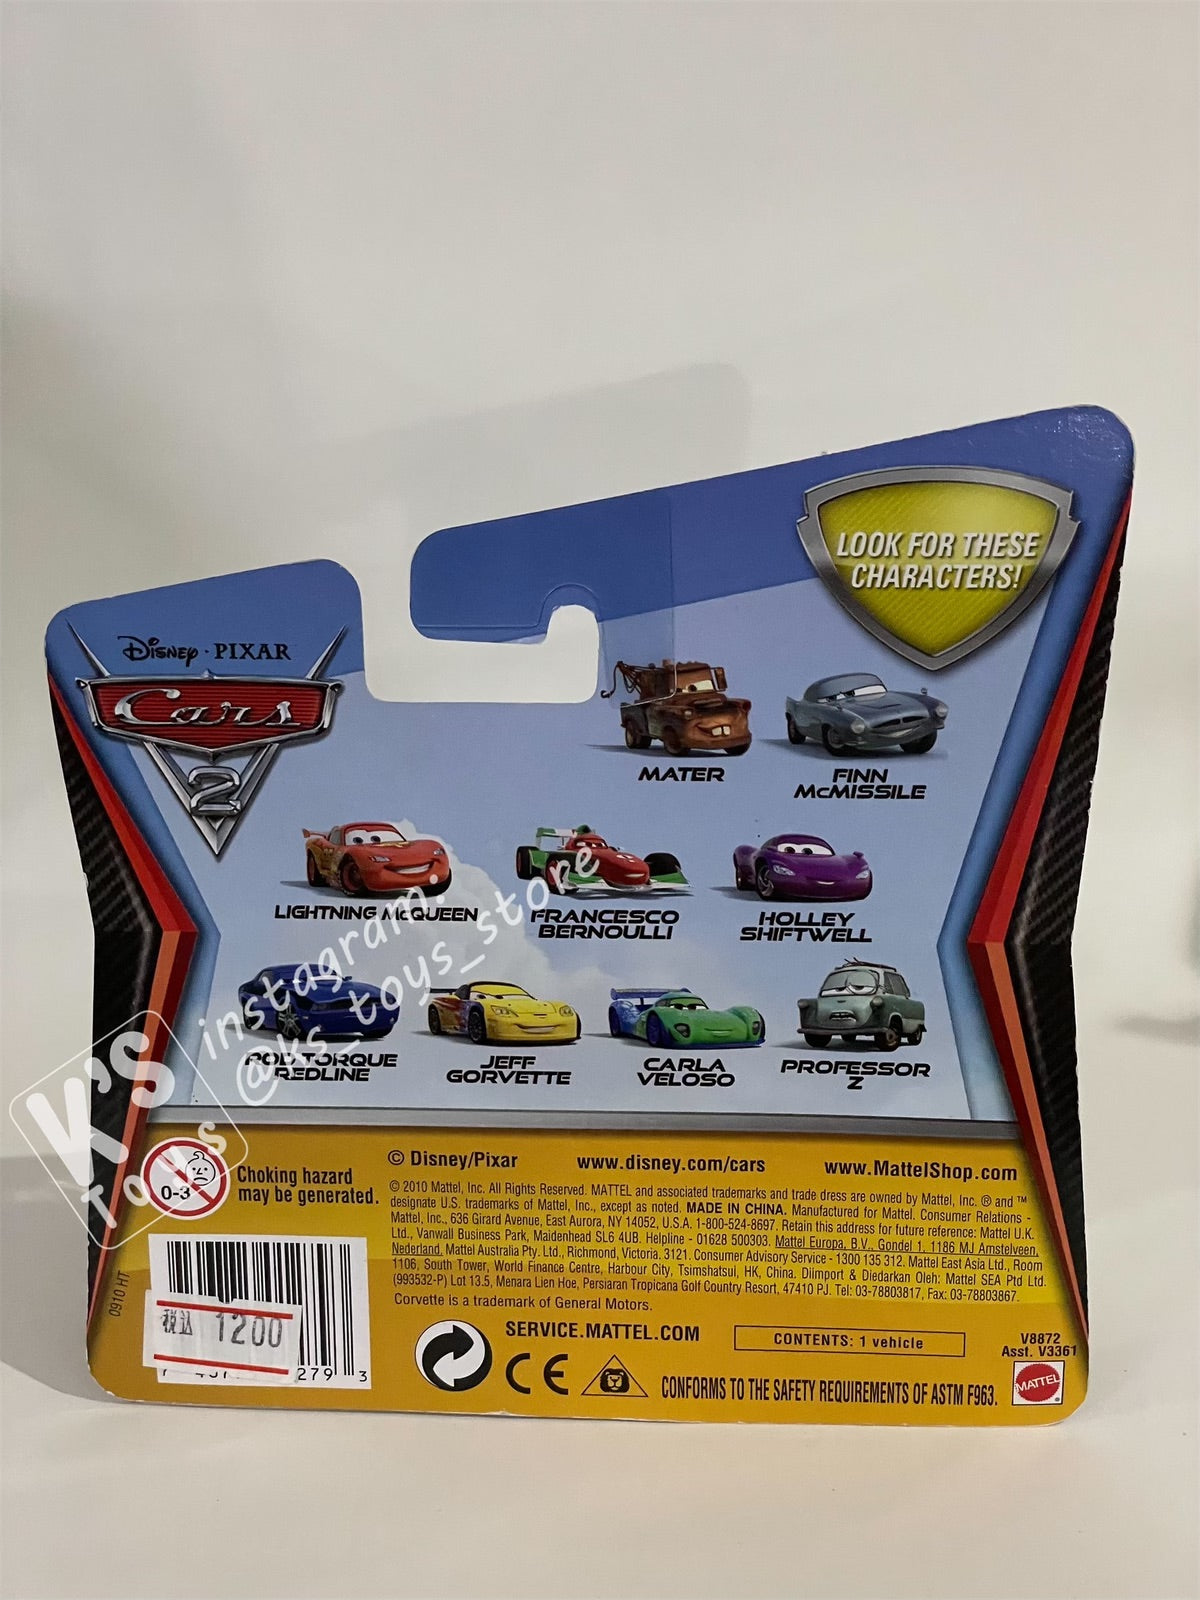 LOOK FOR THESE
CHARACTERS!
Disney · PIXAR
Cars
2
MATER
FINN
McMISSILE
LIGHTNING McQUEEN
FRANCESCO
BERNOULLI
HOLLEY
SHIFTWELL
ROD TORQUE
REDLINE
JEFF
GORVETTE
CARLA
VELOSO
PROFESSOR
Z
instagram:
@ks_toys_store
K'S
Toys
0-3
Choking hazard
may be generated.
© Disney/Pixar
www.disney.com/cars
www.MattelShop.com
© 2010 Mattel, Inc. All Rights Reserved. MATTEL and associated trademarks and trade dress are owned by Mattel, Inc. ® and ™
designate U.S. trademarks of Mattel, Inc., except as noted. MADE IN CHINA. Manufactured for Mattel. Consumer Relations -
Mattel, Inc., 636 Girard Avenue, East Aurora, NY 14052, U.S.A. 1-800-524-8697. Retain this address for future reference: Mattel U.K.
Ltd., Vanwall Business Park, Maidenhead SL6 4UB. Helpline - 01628 500303. Mattel Europa, B.V., Gondel 1, 1186 MJ Amstelveen,
Nederland. Mattel Australia Pty. Ltd., Richmond, Victoria. 3121. Consumer Advisory Service - 1300 135 312. Mattel East Asia Ltd., Room
1106, South Tower, World Finance Centre, Harbour City, Tsimshatsui, HK, China. Diimport & Diedarkan Oleh: Mattel SEA Ptd Ltd.
(993532-P) Lot 13.5, Menara Lien Hoe, Persiaran Tropicana Golf Country Resort, 47410 PJ. Tel: 03-78803817, Fax: 03-78803867.
Corvette is a trademark of General Motors.
0910 HT
税込 1200
279 3
SERVICE.MATTEL.COM
CONTENTS: 1 vehicle
V8872
Asst. V3361
CE
CONFORMS TO THE SAFETY REQUIREMENTS OF ASTM F963.
MATTEL